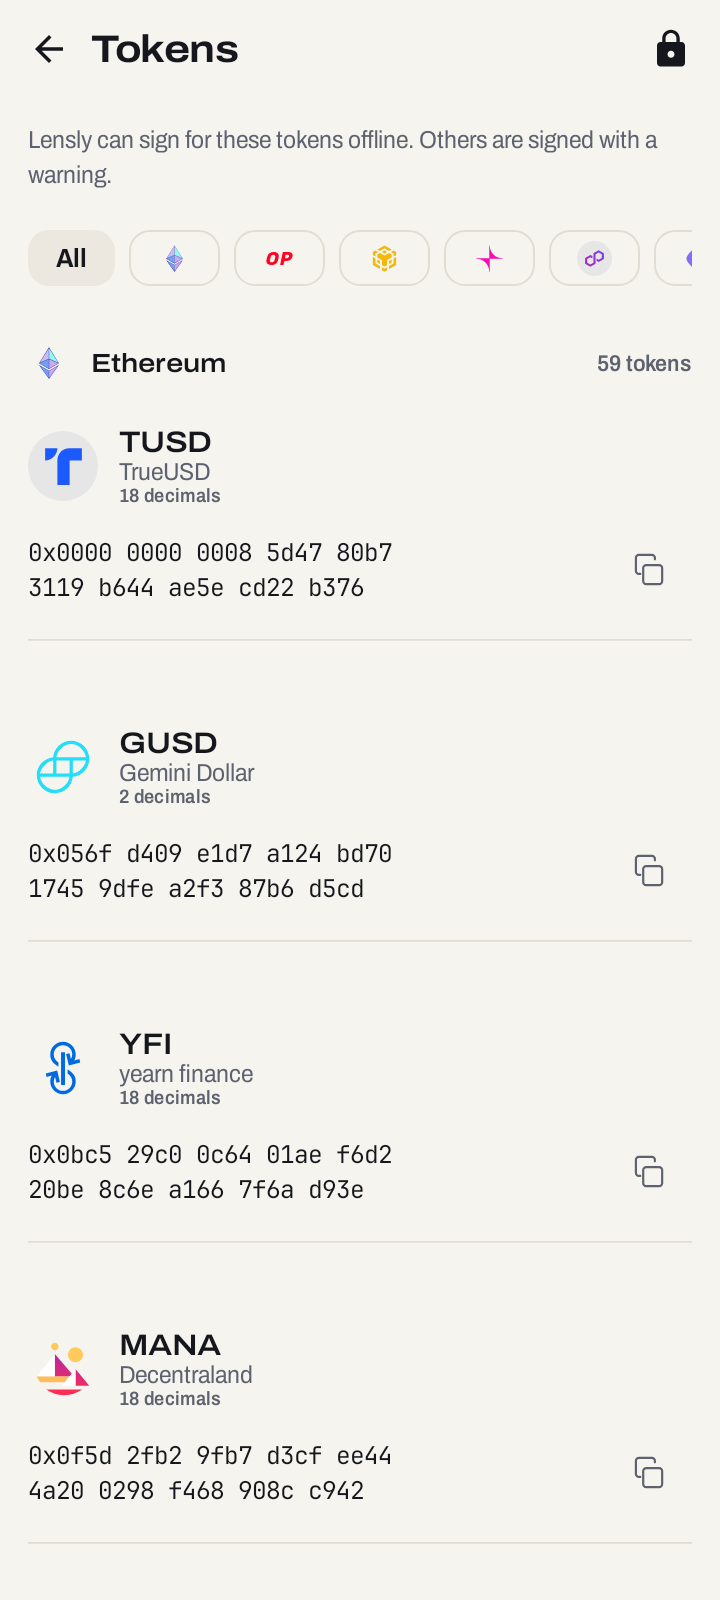 Tokens
Lensly can sign for these tokens offline. Others are signed with a
warning.
All
OP
Ethereum
59 tokens
TUSD
TrueUSD
18 decimals
0x0000 0000 0008 5d47 80b7
3119 b644 ae5e cd22 b376
GUSD
Gemini Dollar
2 decimals
0x056f d409 e1d7 a124 bd70
1745 9dfe a2f3 87b6 d5cd
YFI
yearn finance
18 decimals
0x0bc5 29c0 0c64 01ae f6d2
20be 8c6e a166 7f6a d93e
MANA
Decentraland
18 decimals
0x0f5d 2fb2 9fb7 d3cf ee44
4a20 0298 f468 908c c942